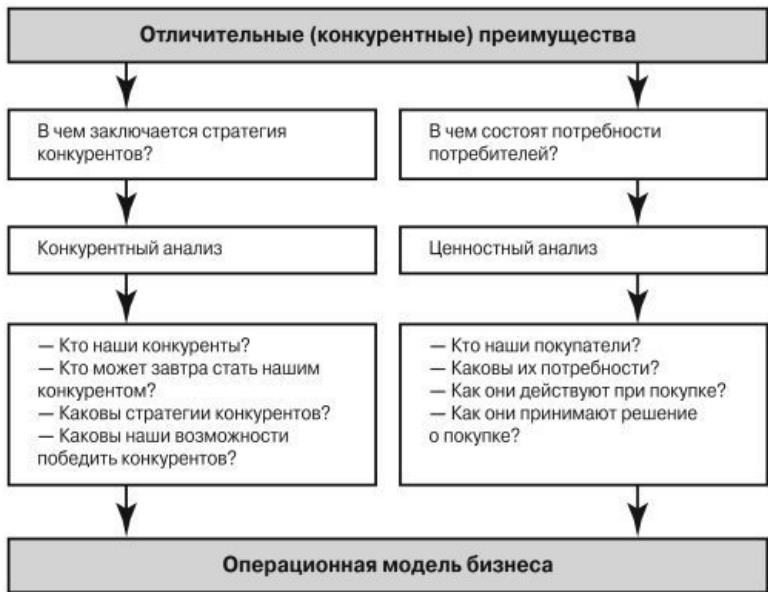 Отличительные (конкурентные) преимущества
В чем заключается стратегия
конкурентов?
В чем состоят потребности
потребителей?
Конкурентный анализ
Ценностный анализ
— Кто наши конкуренты?
— Кто может завтра стать нашим
конкурентом?
— Каковы стратегии конкурентов?
— Каковы наши возможности
победить конкурентов?
— Кто наши покупатели?
— Каковы их потребности?
— Как они действуют при покупке?
— Как они принимают решение
о покупке?
Операционная модель бизнеса